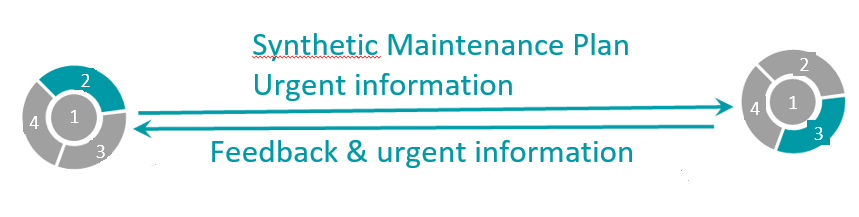 Synthetic Maintenance Plan
Urgent information
2
1
4
3
2
1
4
3
Feedback & urgent information